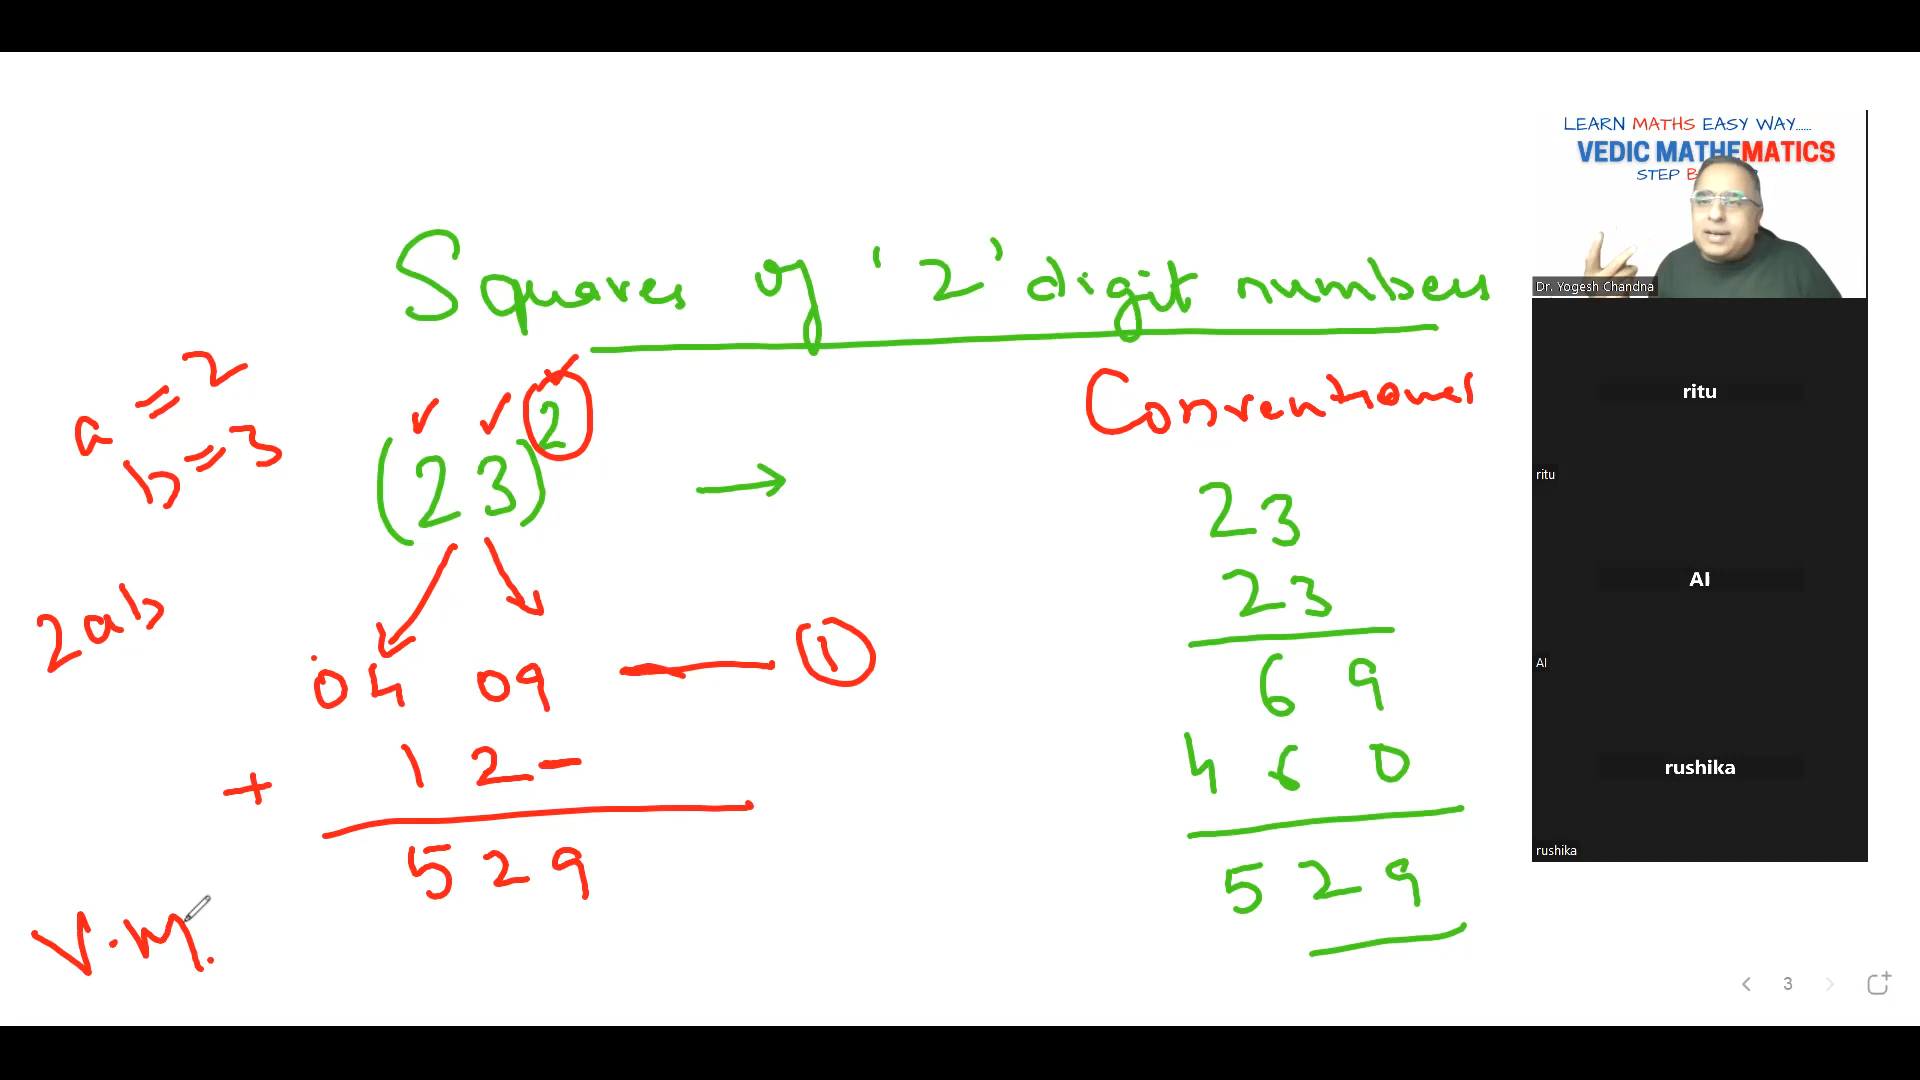 LEARN MATHS EASY WAY.....
VEDIC MATHEMATICS
STEP B
Dr. Yogesh Chandna
Squares of '2' digit numbers
a = 2
b = 3
(23)²
→
2ab
04 09 — ①
+ 12 –
529
V.M.
Conventional
23
23
69
460
529
ritu
ritu
AI
AI
rushika
rushika
3